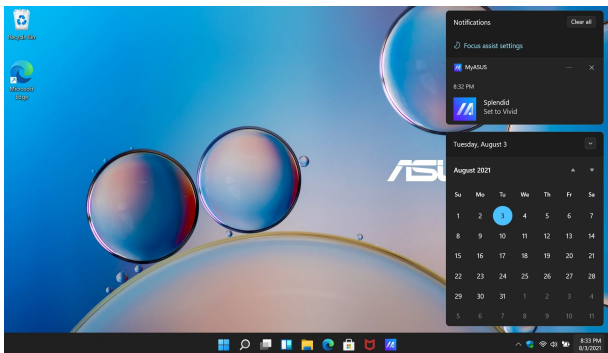 Recycle Bin
Microsoft
Edge
ASU
Notifications
Clear all
Focus assist settings
MyASUS
8:32 PM
Splendid
Set to Vivid
Tuesday, August 3
August 2021
Su Mo Tu We Th Fr Sa
1 2 3 4 5 6 7
8 9 10 11 12 13 14
15 16 17 18 19 20 21
22 23 24 25 26 27 28
29 30 31 1 2 3 4
5 6 7 8 9 10 11
8:33 PM
8/3/2021